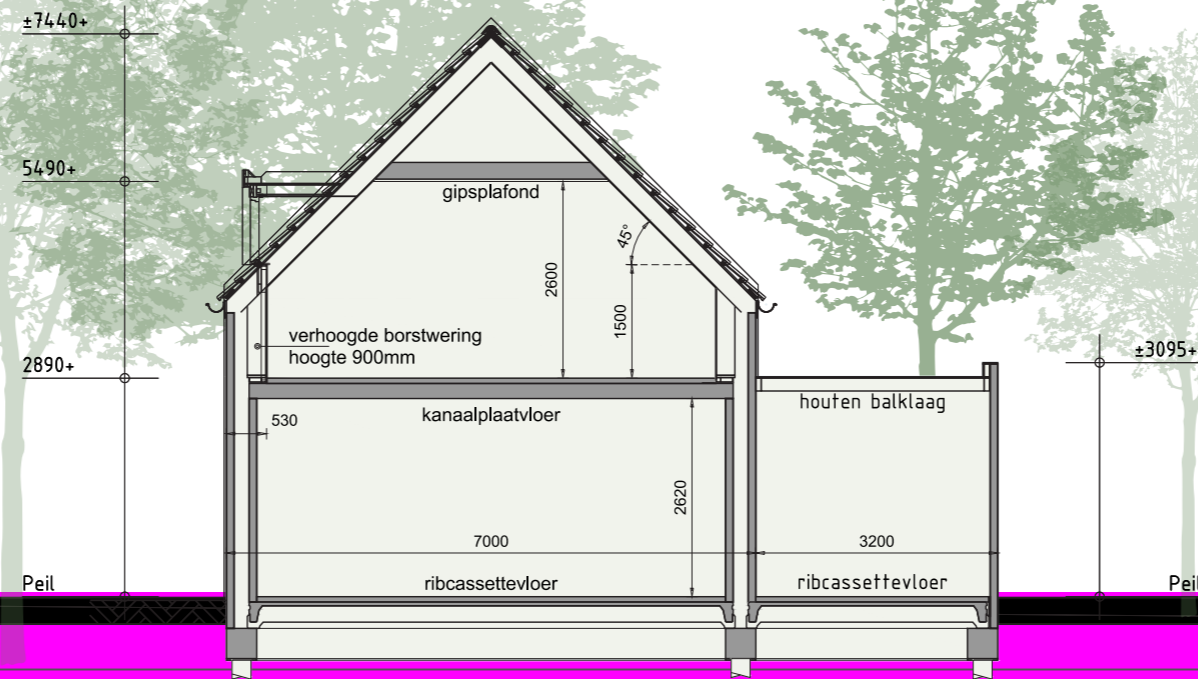 ±7440+
5490+
gipsplafond
45°
2600
1500
verhoogde borstwering
hoogte 900mm
2890+
±3095+
houten balklaag
kanaalplaatvloer
530
2620
7000
3200
Peil
ribcassettevloer
ribcassettevloer
Peil